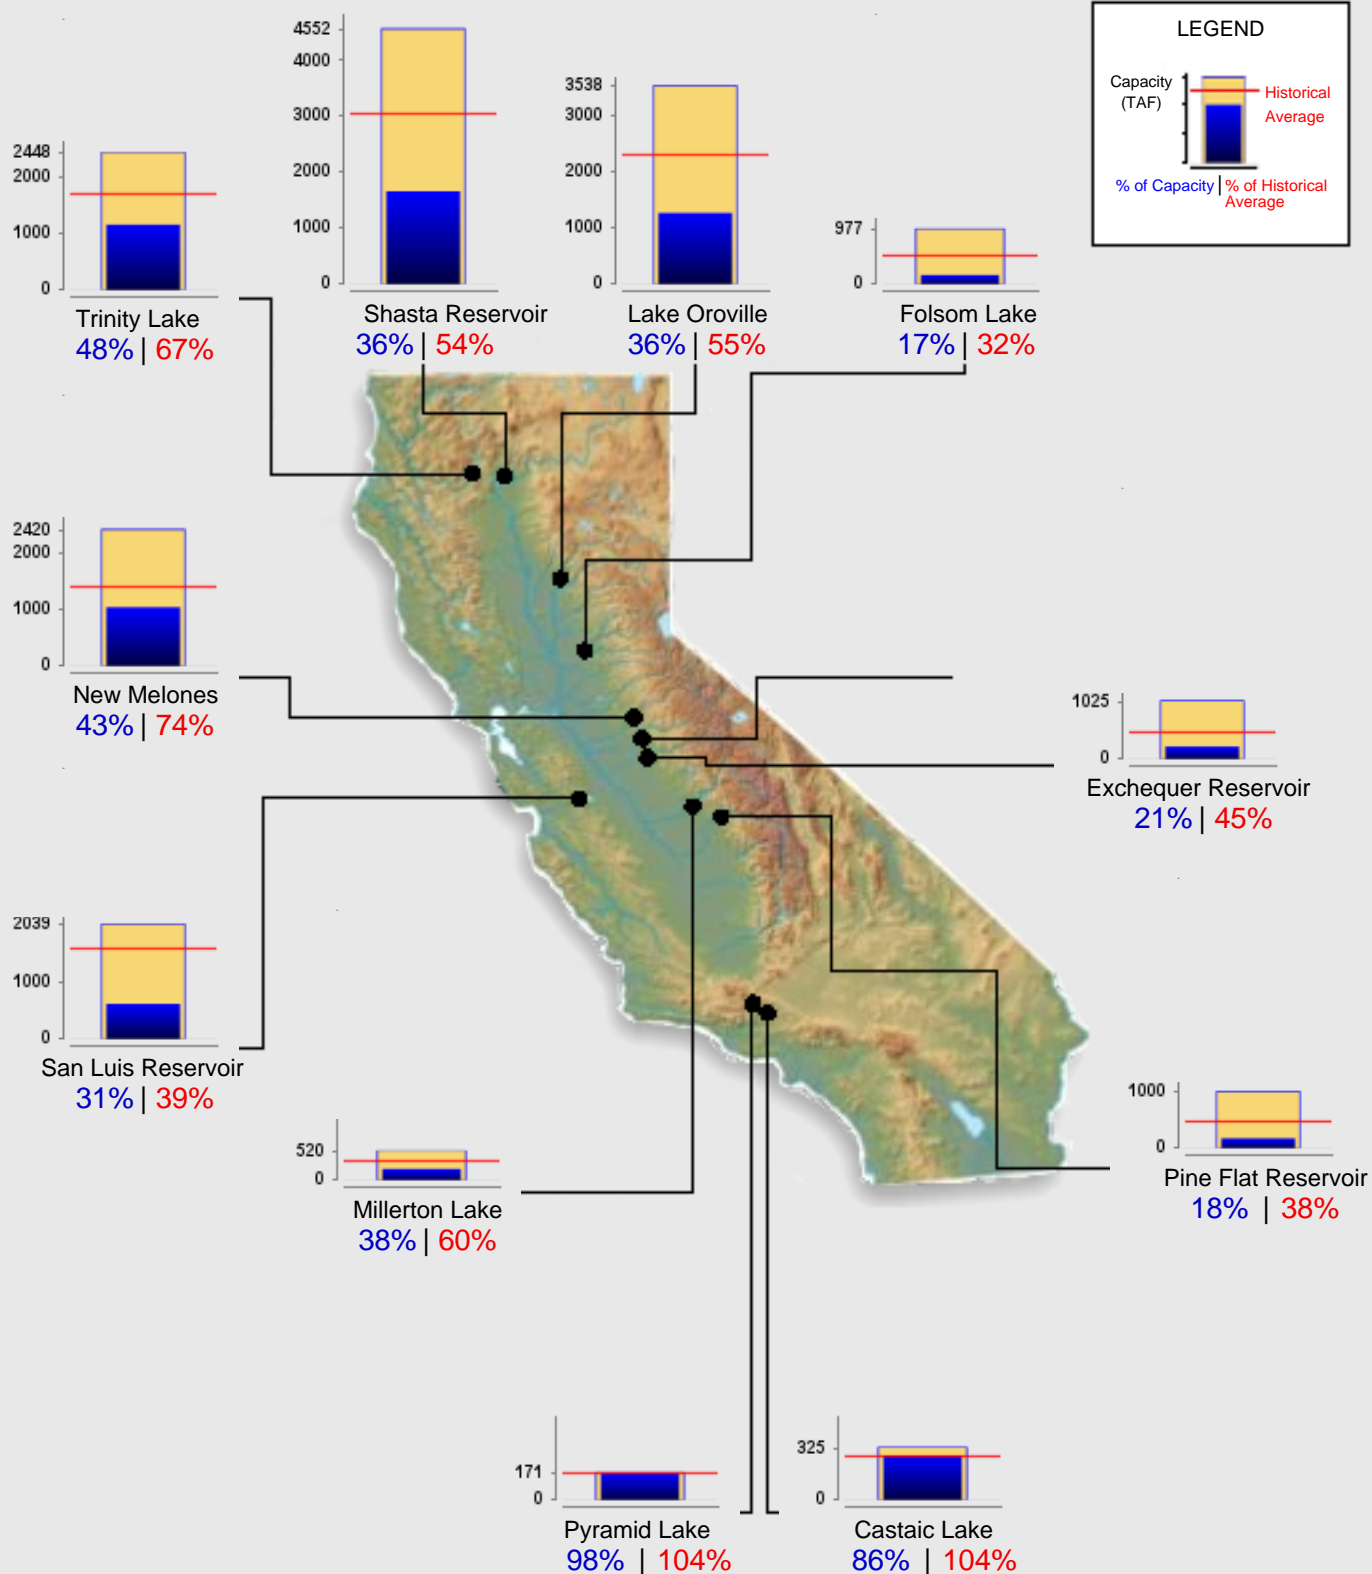 LEGEND
Capacity
(TAF)
Historical
Average
% of Capacity | % of Historical
Average
4552
4000
3000
2000
1000
0
Shasta Reservoir
36% | 54%
3538
3000
2000
1000
0
Lake Oroville
36% | 55%
2448
2000
1000
0
Trinity Lake
48% | 67%
977
0
Folsom Lake
17% | 32%
2420
2000
1000
0
New Melones
43% | 74%
1025
0
Exchequer Reservoir
21% | 45%
2039
1000
0
San Luis Reservoir
31% | 39%
520
0
Millerton Lake
38% | 60%
1000
0
Pine Flat Reservoir
18% | 38%
171
0
Pyramid Lake
98% | 104%
325
0
Castaic Lake
86% | 104%